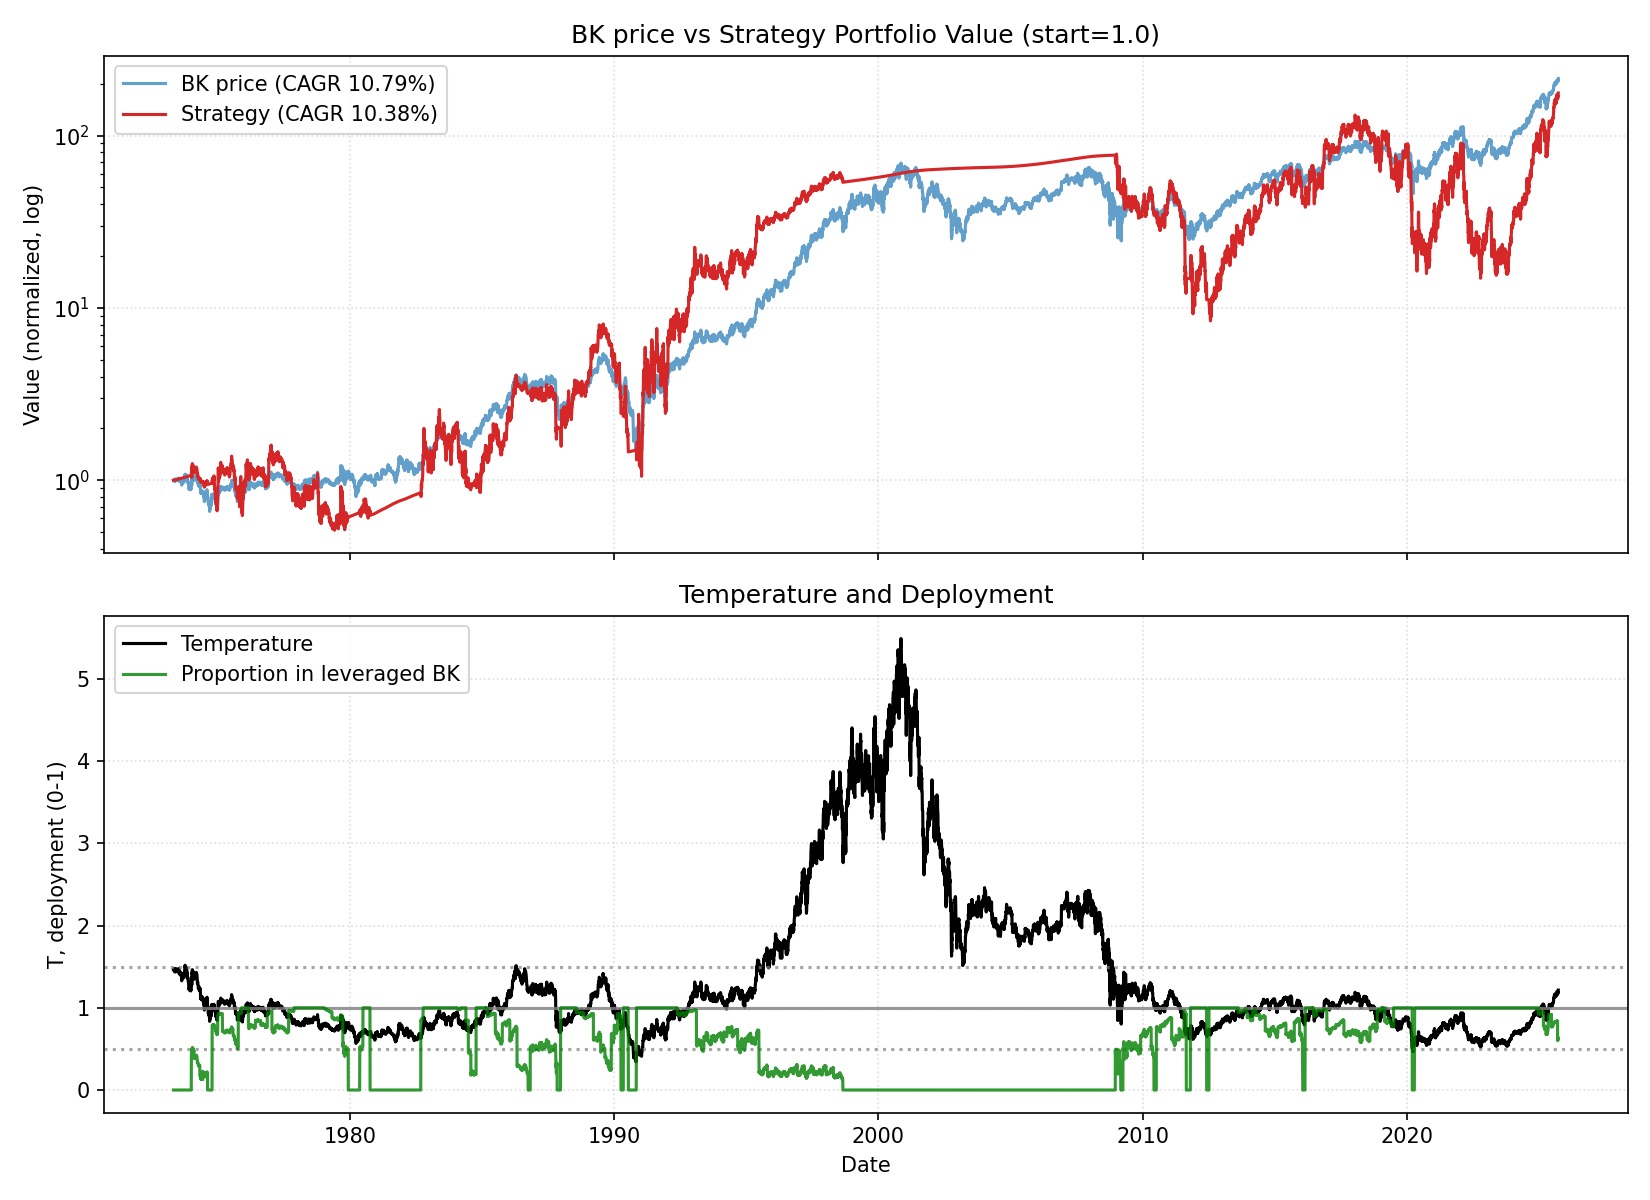 BK price vs Strategy Portfolio Value (start=1.0)
BK price (CAGR 10.79%)
Strategy (CAGR 10.38%)
Value (normalized, log)
10²
10¹
10⁰
Temperature and Deployment
Temperature
Proportion in leveraged BK
T, deployment (0-1)
5
4
3
2
1
0
1980
1990
2000
2010
2020
Date